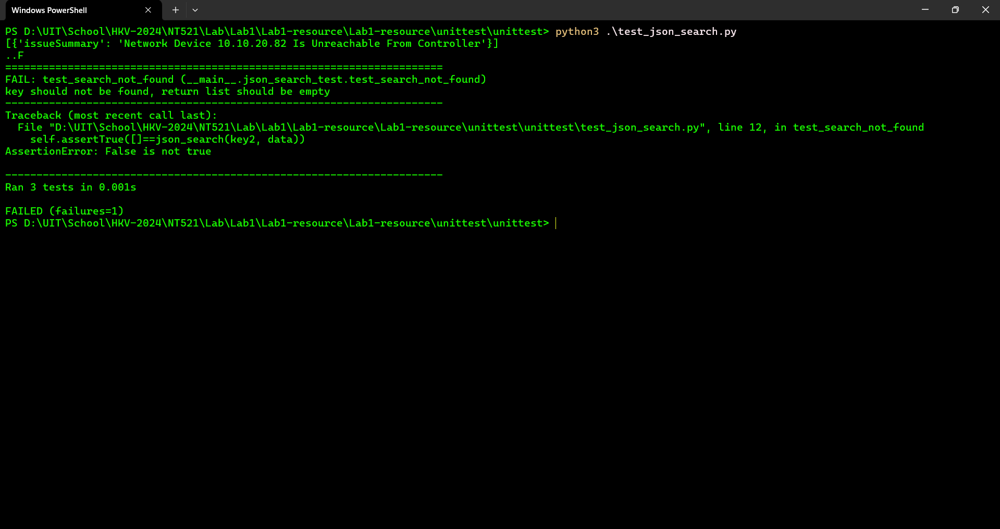 Windows PowerShell
PS D:\UIT\School\HKV-2024\NT521\Lab\Lab1\Lab1-resource\Lab1-resource\unittest\unittest> python3 .\test_json_search.py
[{'issueSummary': 'Network Device 10.10.20.82 Is Unreachable From Controller'}]
..F
======================================================================
FAIL: test_search_not_found (__main__.json_search_test.test_search_not_found)
key should not be found, return list should be empty
----------------------------------------------------------------------
Traceback (most recent call last):
  File "D:\UIT\School\HKV-2024\NT521\Lab\Lab1\Lab1-resource\Lab1-resource\unittest\unittest\test_json_search.py", line 12, in test_search_not_found
    self.assertTrue([]==json_search(key2, data))
AssertionError: False is not true
----------------------------------------------------------------------
Ran 3 tests in 0.001s
FAILED (failures=1)
PS D:\UIT\School\HKV-2024\NT521\Lab\Lab1\Lab1-resource\Lab1-resource\unittest\unittest>